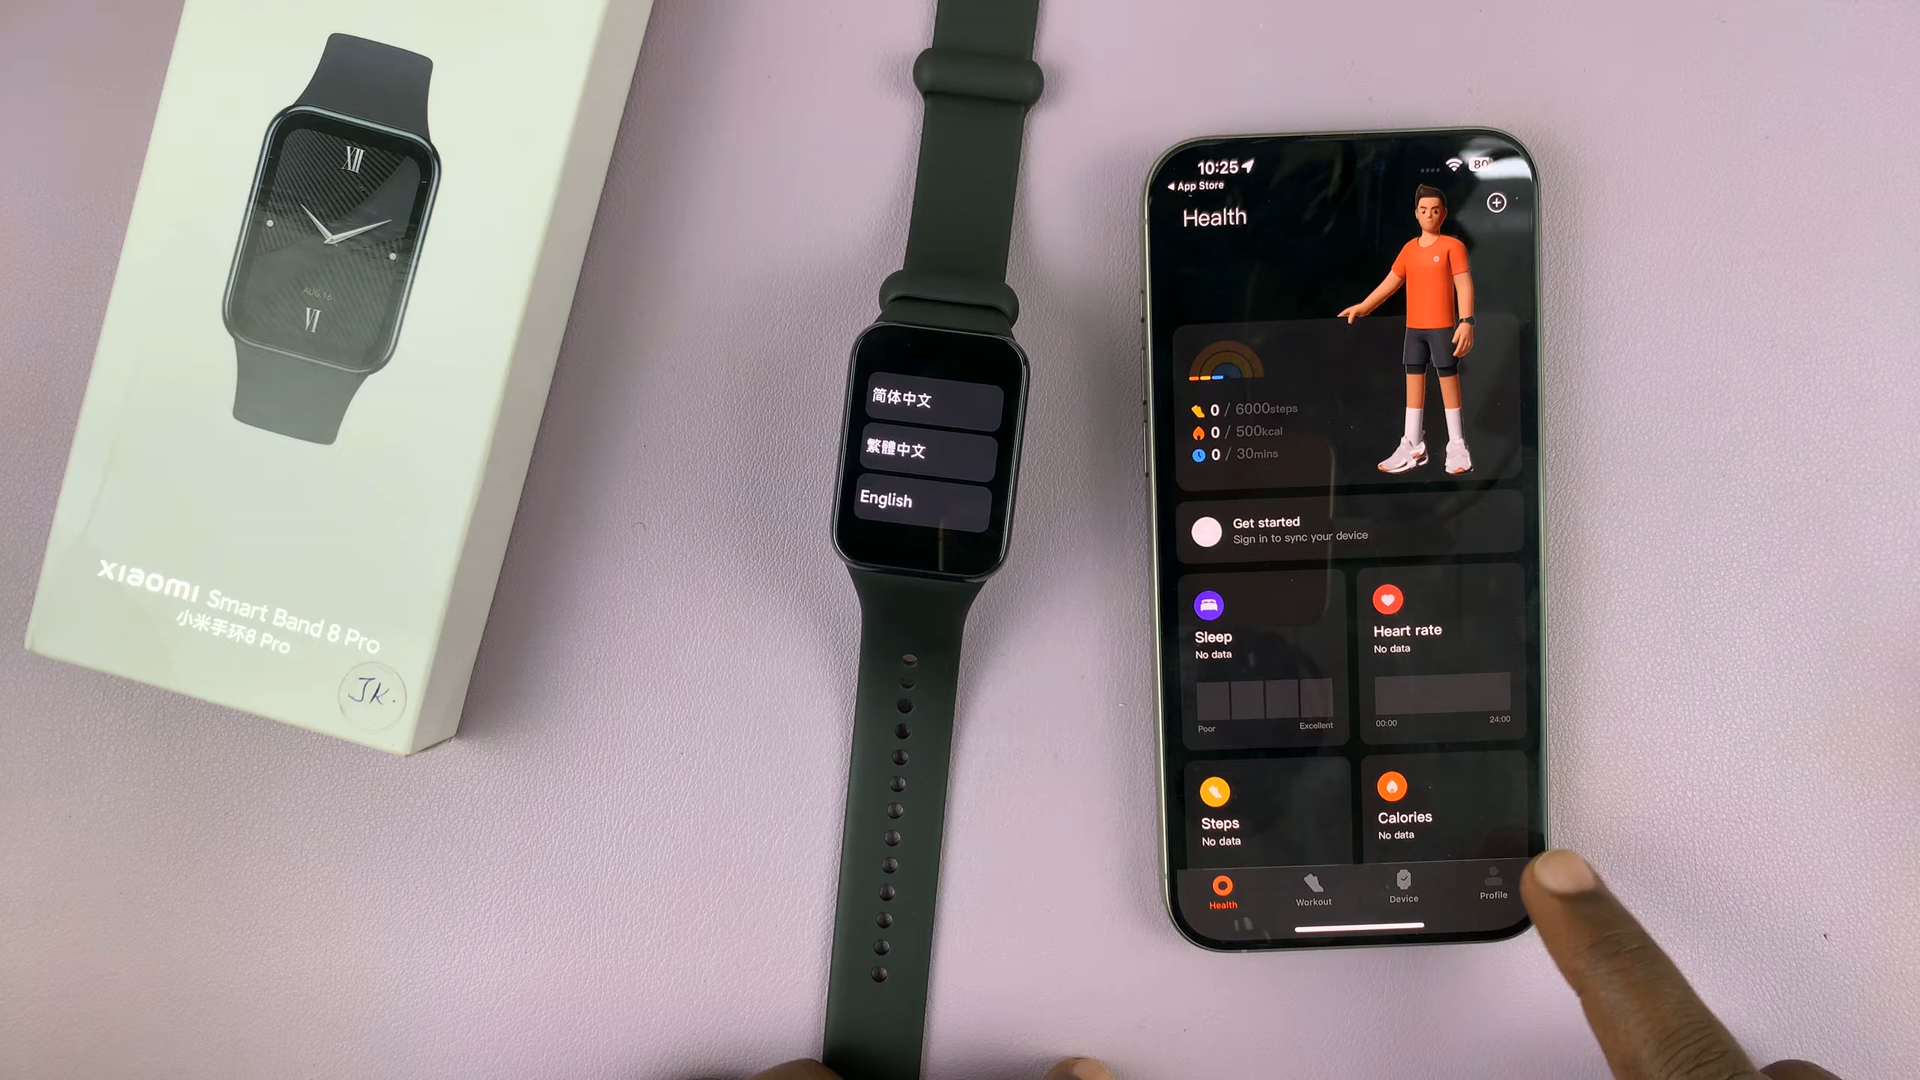 XII
AUG 16
VI
xiaomi Smart Band 8 Pro
小米手环8 Pro
JK.
简体中文
繁體中文
English
10:25
80
App Store
Health
0 / 6000steps
0 / 500kcal
0 / 30mins
Get started
Sign in to sync your device
Sleep
No data
Poor
Excellent
Heart rate
No data
00:00
24:00
Steps
No data
Calories
No data
Health
Workout
Device
Profile